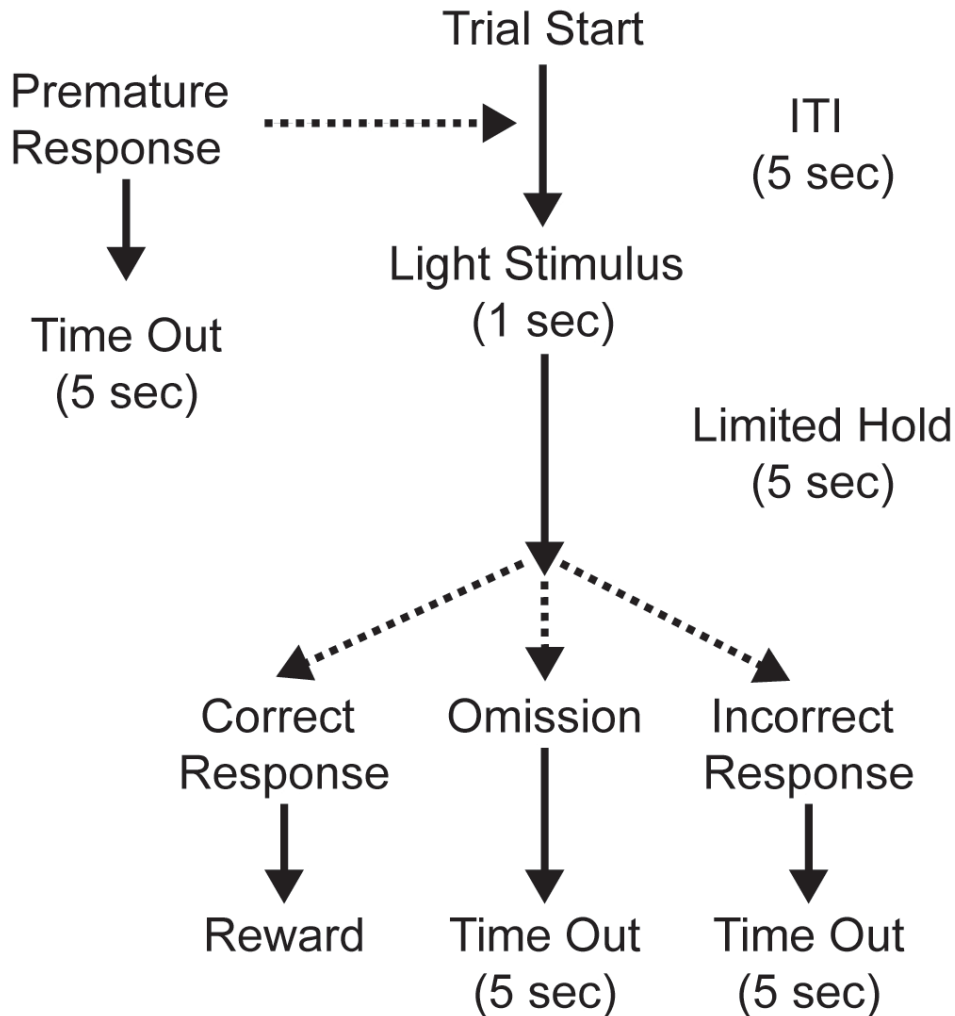 Trial Start
Premature
Response
ITI
(5 sec)
Light Stimulus
(1 sec)
Time Out
(5 sec)
Limited Hold
(5 sec)
Correct
Response
Omission
Incorrect
Response
Reward
Time Out
(5 sec)
Time Out
(5 sec)